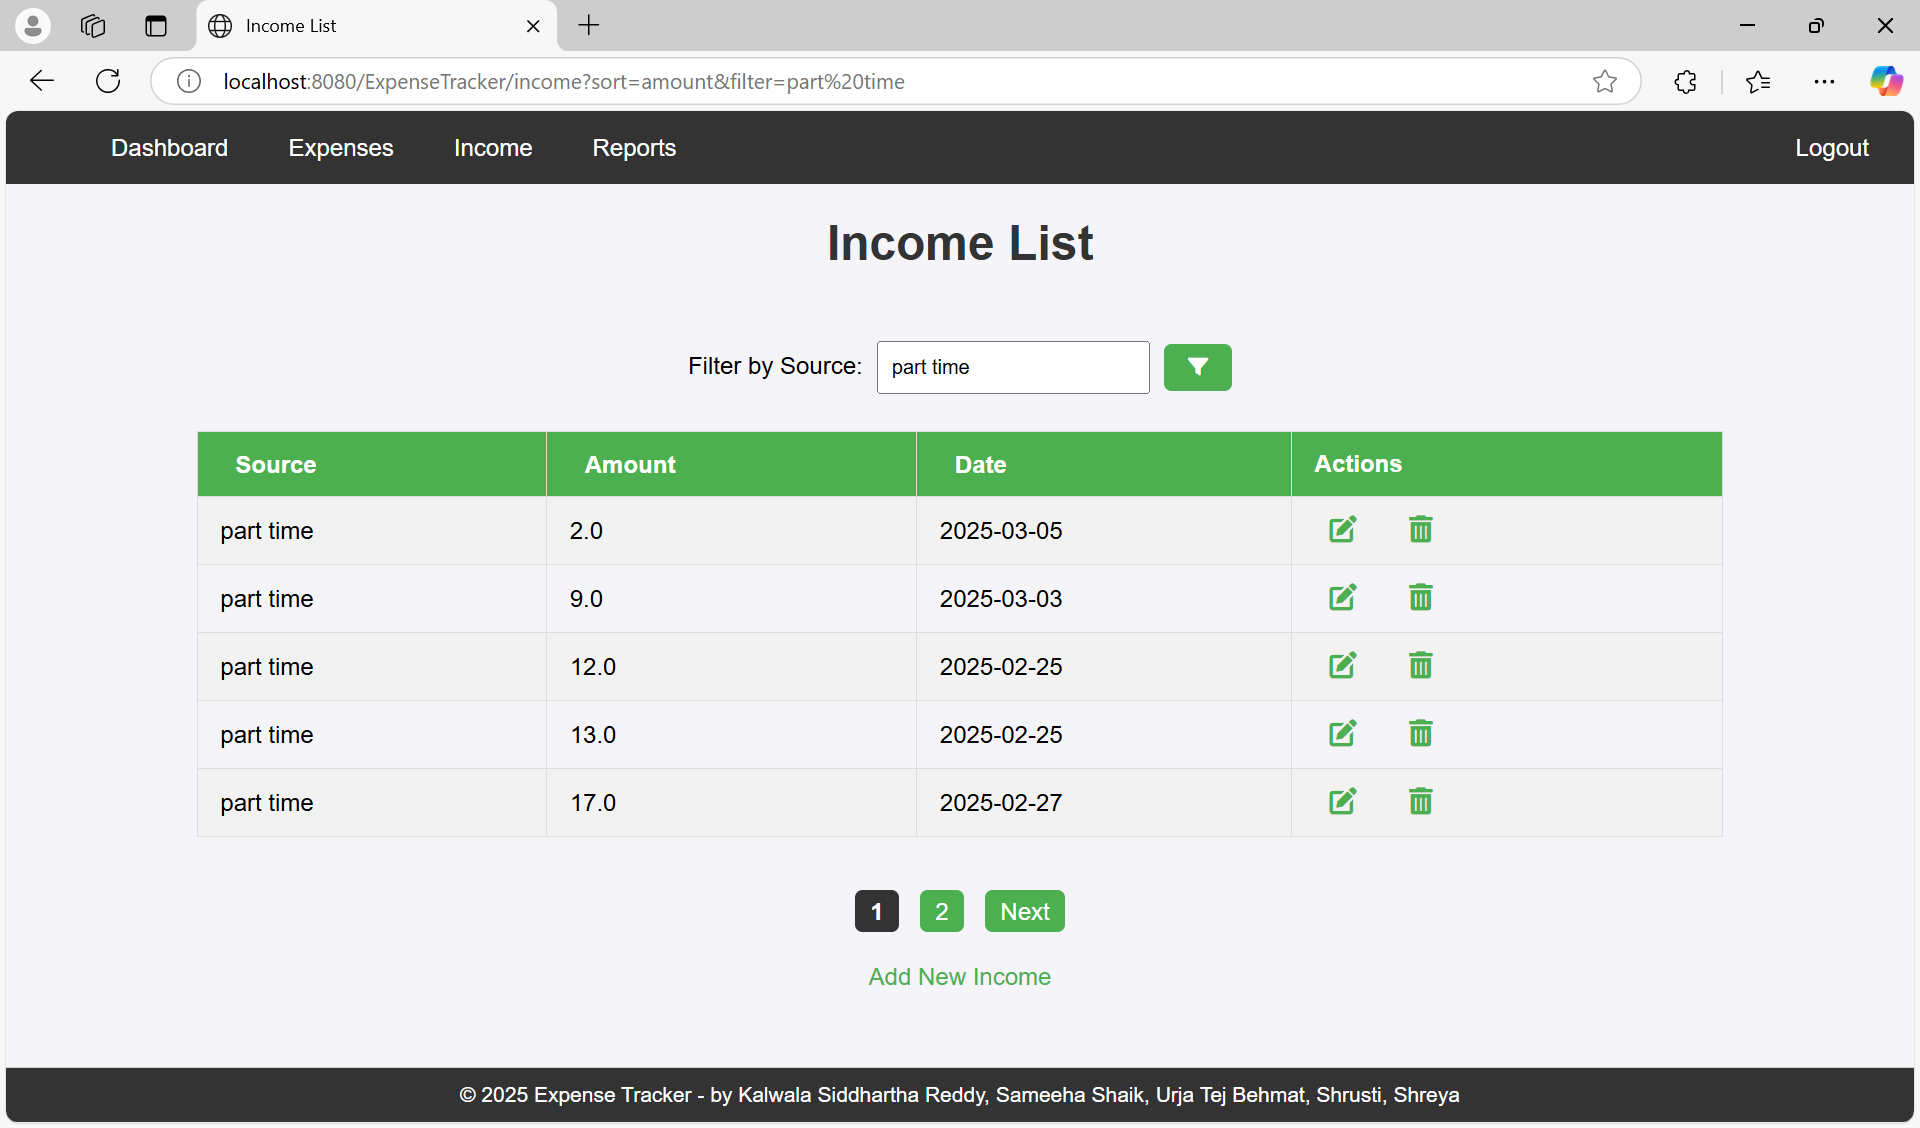 Income List
localhost:8080/ExpenseTracker/income?sort=amount&filter=part%20time
Dashboard Expenses Income Reports Logout
Income List
Filter by Source: part time
Source Amount Date Actions
part time 2.0 2025-03-05
part time 9.0 2025-03-03
part time 12.0 2025-02-25
part time 13.0 2025-02-25
part time 17.0 2025-02-27
1 2 Next
Add New Income
© 2025 Expense Tracker - by Kalwala Siddhartha Reddy, Sameeha Shaik, Urja Tej Behmat, Shrusti, Shreya